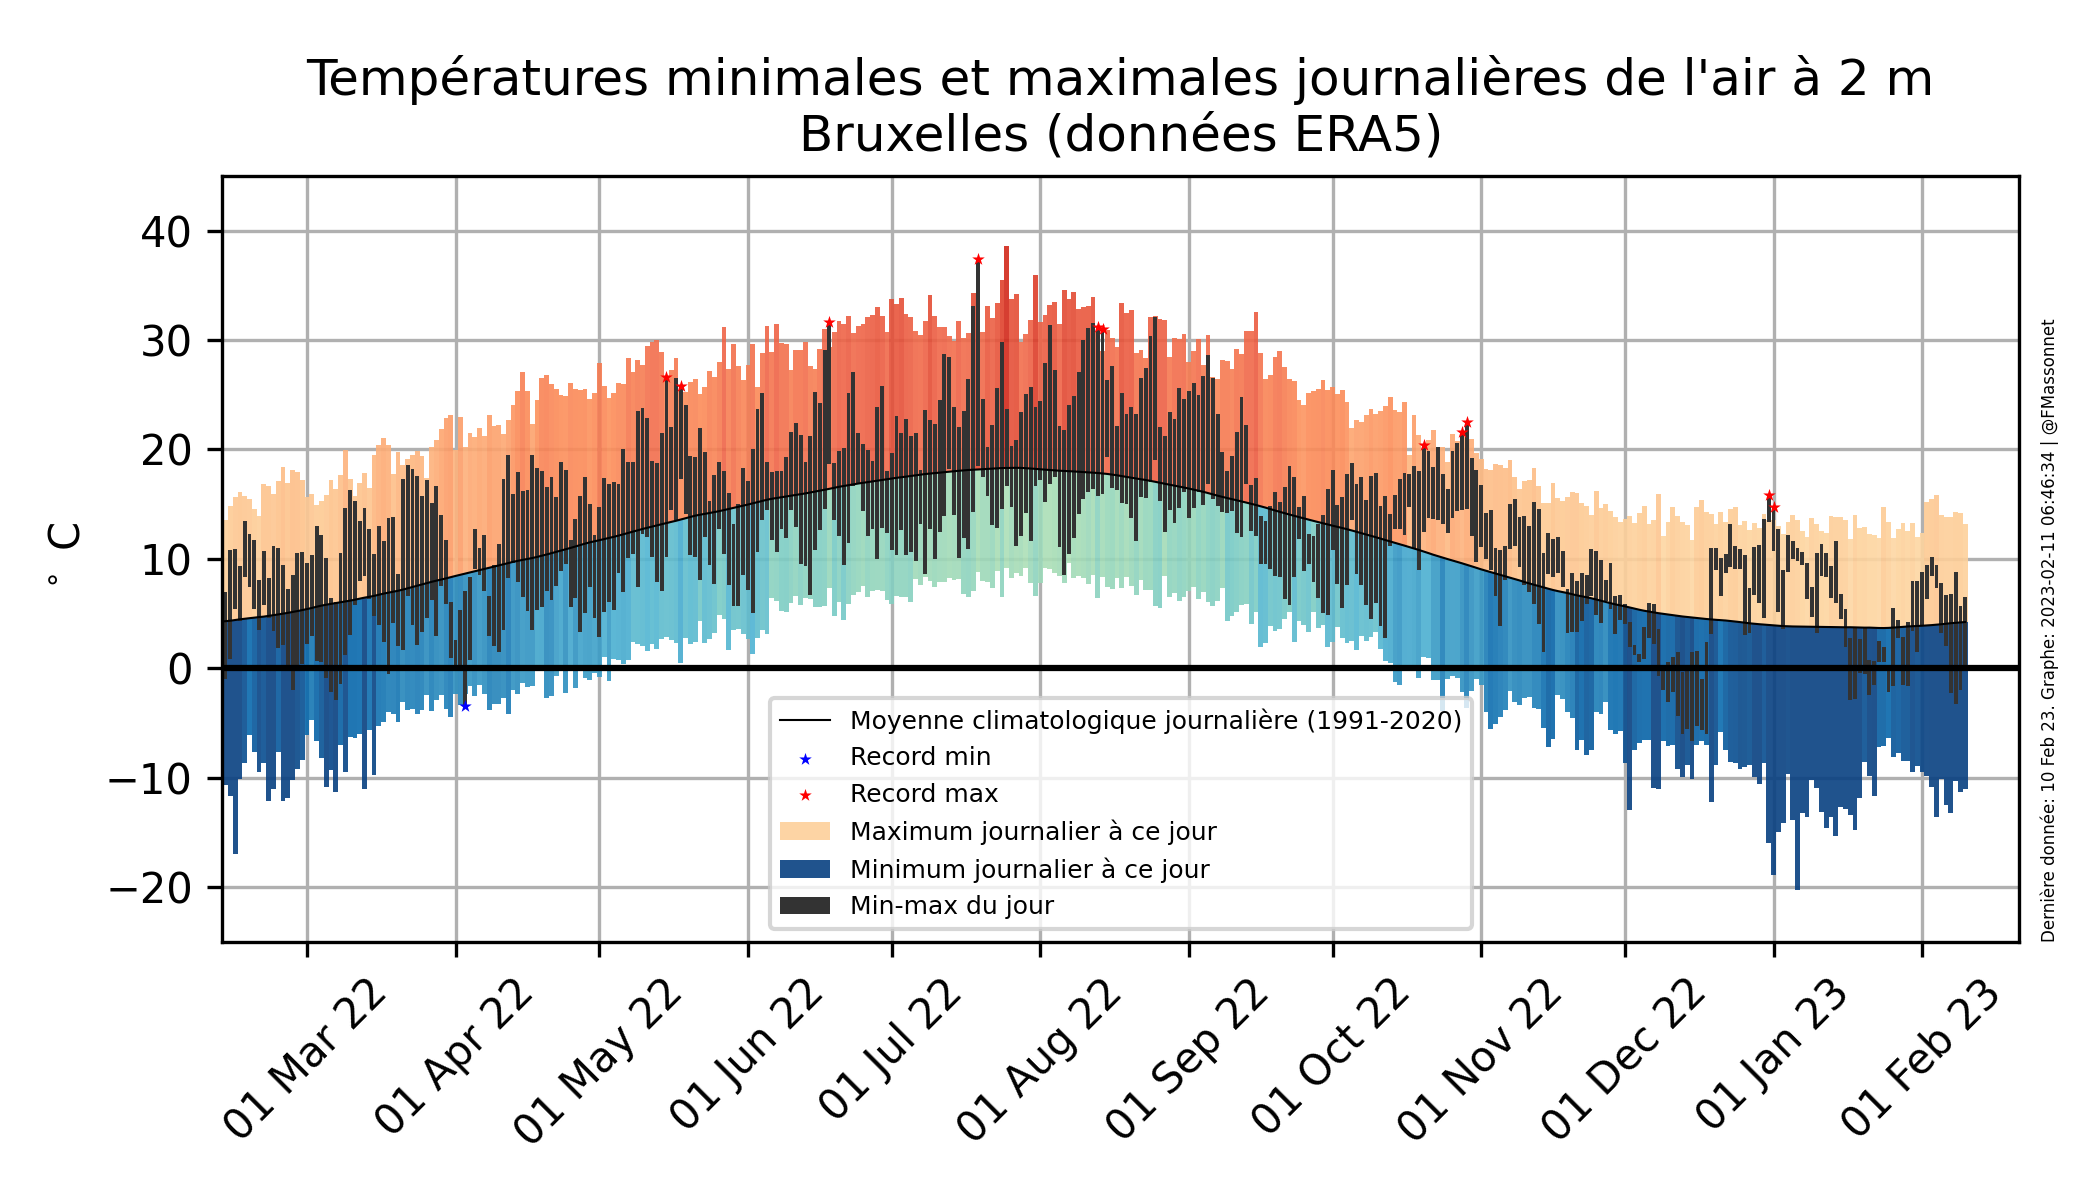 Températures minimales et maximales journalières de l'air à 2 m
Bruxelles (données ERA5)
40
30
20
10
0
−10
−20
° C
Moyenne climatologique journalière (1991-2020)
Record min
Record max
Maximum journalier à ce jour
Minimum journalier à ce jour
Min-max du jour
01 Mar 22
01 Apr 22
01 May 22
01 Jun 22
01 Jul 22
01 Aug 22
01 Sep 22
01 Oct 22
01 Nov 22
01 Dec 22
01 Jan 23
01 Feb 23
Dernière donnée: 10 Feb 23. Graphe: 2023-02-11 06:46:34 | @FMassonnet